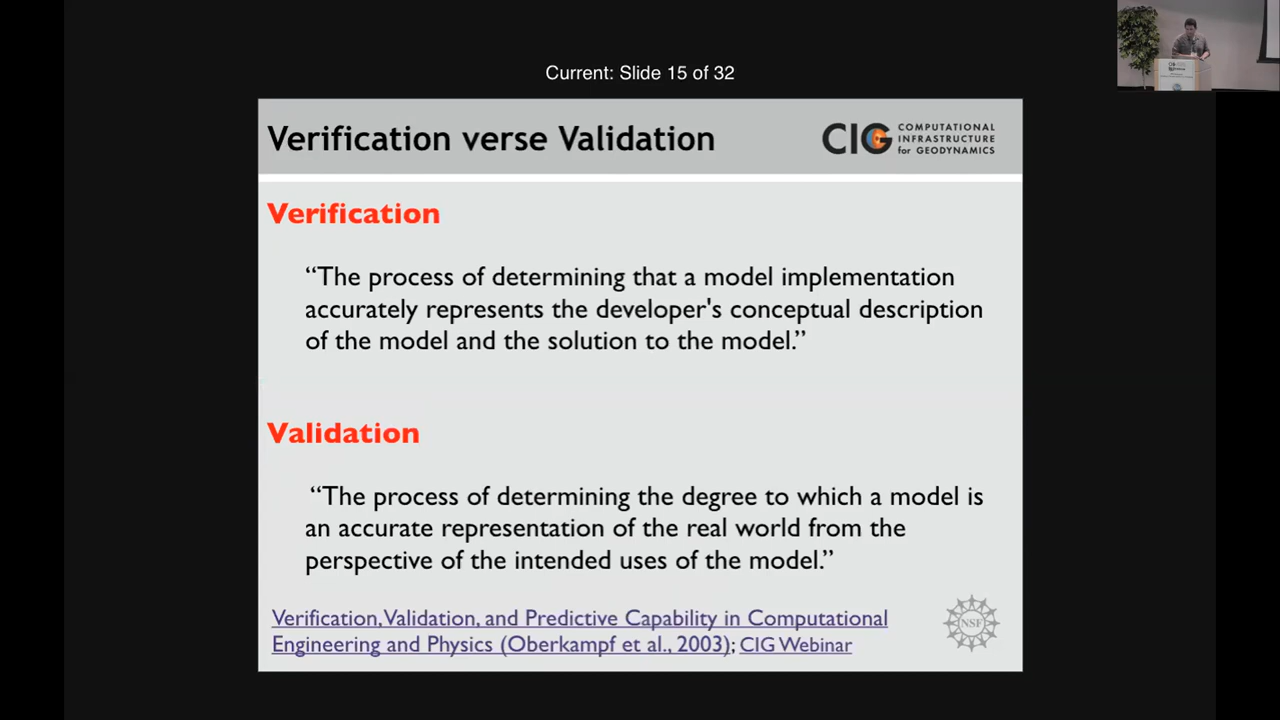 Current: Slide 15 of 32
Verification verse Validation
CIG
COMPUTATIONAL
INFRASTRUCTURE
for GEODYNAMICS
Verification
“The process of determining that a model implementation
accurately represents the developer's conceptual description
of the model and the solution to the model.”
Validation
“The process of determining the degree to which a model is
an accurate representation of the real world from the
perspective of the intended uses of the model.”
Verification, Validation, and Predictive Capability in Computational
Engineering and Physics (Oberkampf et al., 2003); CIG Webinar
NSF